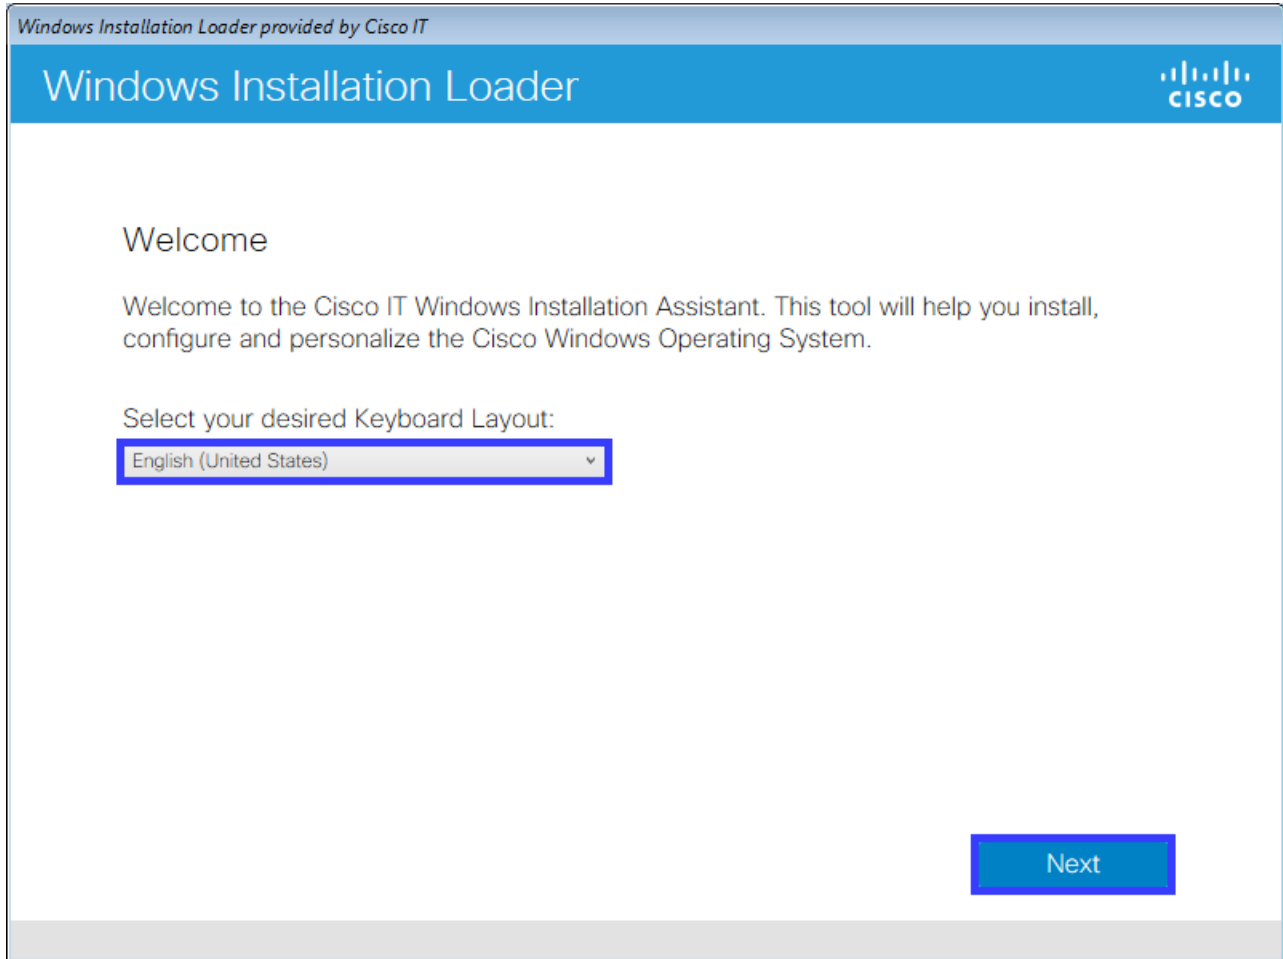 Windows Installation Loader provided by Cisco IT
Windows Installation Loader
CISCO
Welcome
Welcome to the Cisco IT Windows Installation Assistant. This tool will help you install,
configure and personalize the Cisco Windows Operating System.
Select your desired Keyboard Layout:
English (United States)
Next